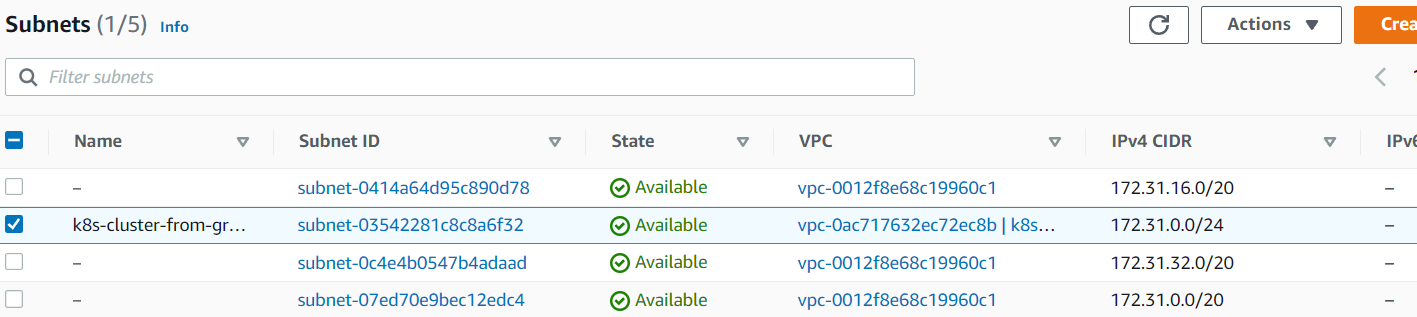 Subnets (1/5) Info
Actions Crea
Filter subnets
Name Subnet ID State VPC IPv4 CIDR IPv6
– subnet-0414a64d95c890d78 Available vpc-0012f8e68c19960c1 172.31.16.0/20 –
k8s-cluster-from-gr... subnet-03542281c8c8a6f32 Available vpc-0ac717632ec72ec8b | k8s... 172.31.0.0/24 –
– subnet-0c4e4b0547b4adaad Available vpc-0012f8e68c19960c1 172.31.32.0/20 –
– subnet-07ed70e9bec12edc4 Available vpc-0012f8e68c19960c1 172.31.0.0/20 –